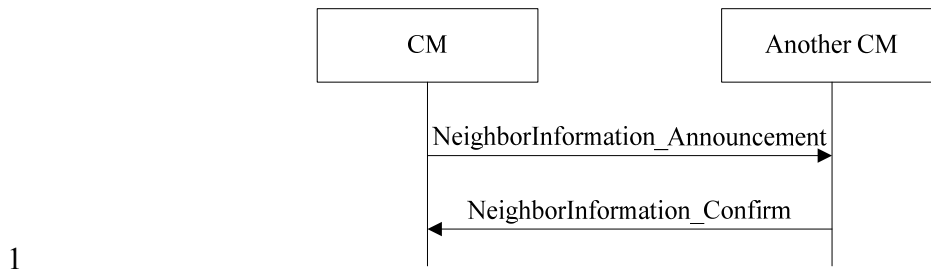 CM
Another CM
NeighborInformation_Announcement
NeighborInformation_Confirm
1